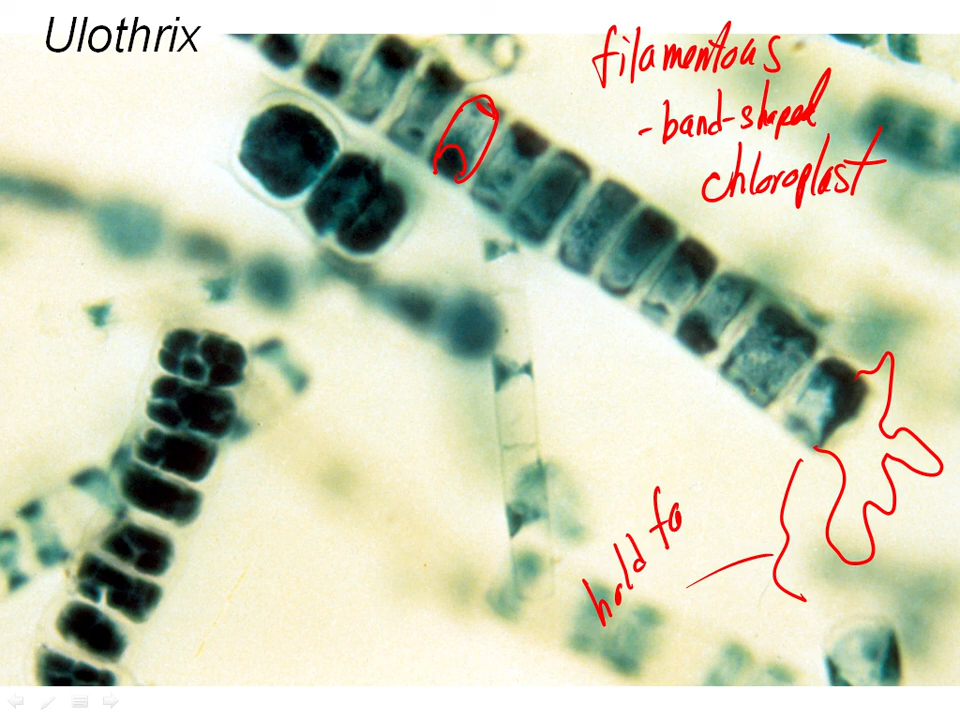 Ulothrix
filamentous
-band-shaped
chloroplast
hold fa